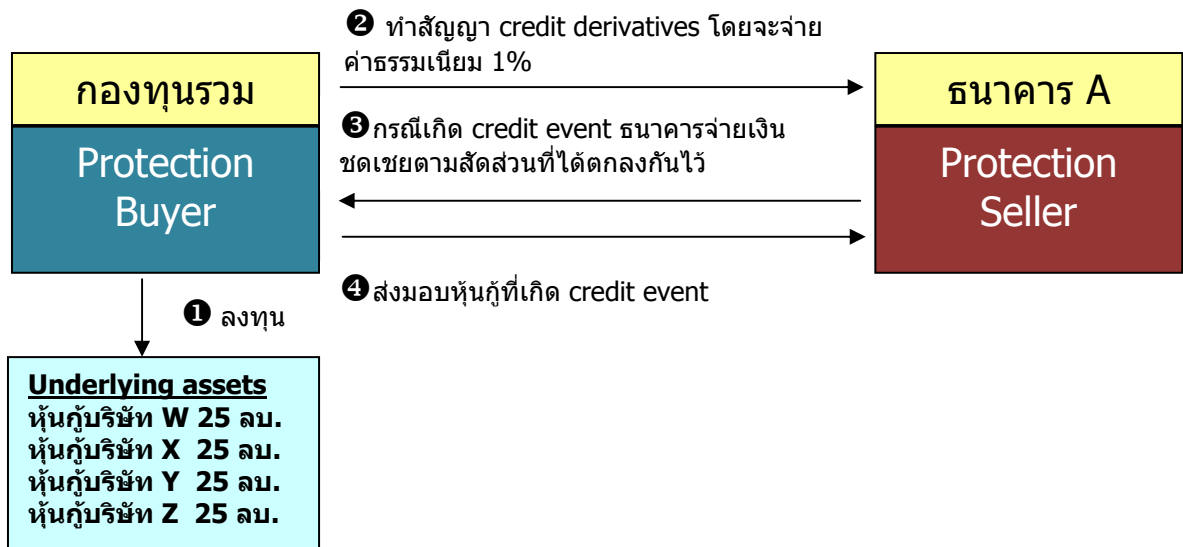 ❷ ทำสัญญา credit derivatives โดยจะจ่าย
ค่าธรรมเนียม 1%
กองทุนรวม
ธนาคาร A
❸กรณีเกิด credit event ธนาคารจ่ายเงิน
ชดเชยตามสัดส่วนที่ได้ตกลงกันไว้
Protection
Buyer
Protection
Seller
❹ส่งมอบหุ้นกู้ที่เกิด credit event
❶ ลงทุน
Underlying assets
หุ้นกู้บริษัท W 25 ลบ.
หุ้นกู้บริษัท X 25 ลบ.
หุ้นกู้บริษัท Y 25 ลบ.
หุ้นกู้บริษัท Z 25 ลบ.